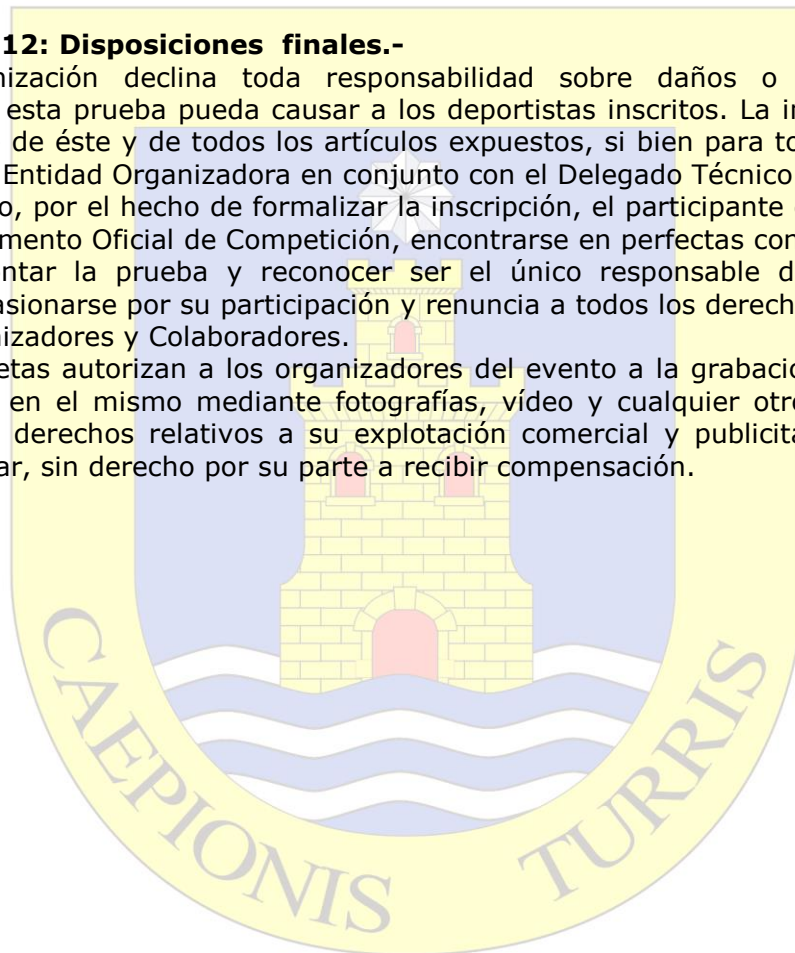 12: Disposiciones finales.-
nización declina toda responsabilidad sobre daños o
esta prueba pueda causar a los deportistas inscritos. La in
de éste y de todos los artículos expuestos, si bien para to
Entidad Organizadora en conjunto con el Delegado Técnico
o, por el hecho de formalizar la inscripción, el participante
mento Oficial de Competición, encontrarse en perfectas con
ntar la prueba y reconocer ser el único responsable d
asionarse por su participación y renuncia a todos los derech
nizadores y Colaboradores.
etas autorizan a los organizadores del evento a la grabació
en el mismo mediante fotografías, vídeo y cualquier otr
derechos relativos a su explotación comercial y publicita
ar, sin derecho por su parte a recibir compensación.
CAEPIONIS TURRIS